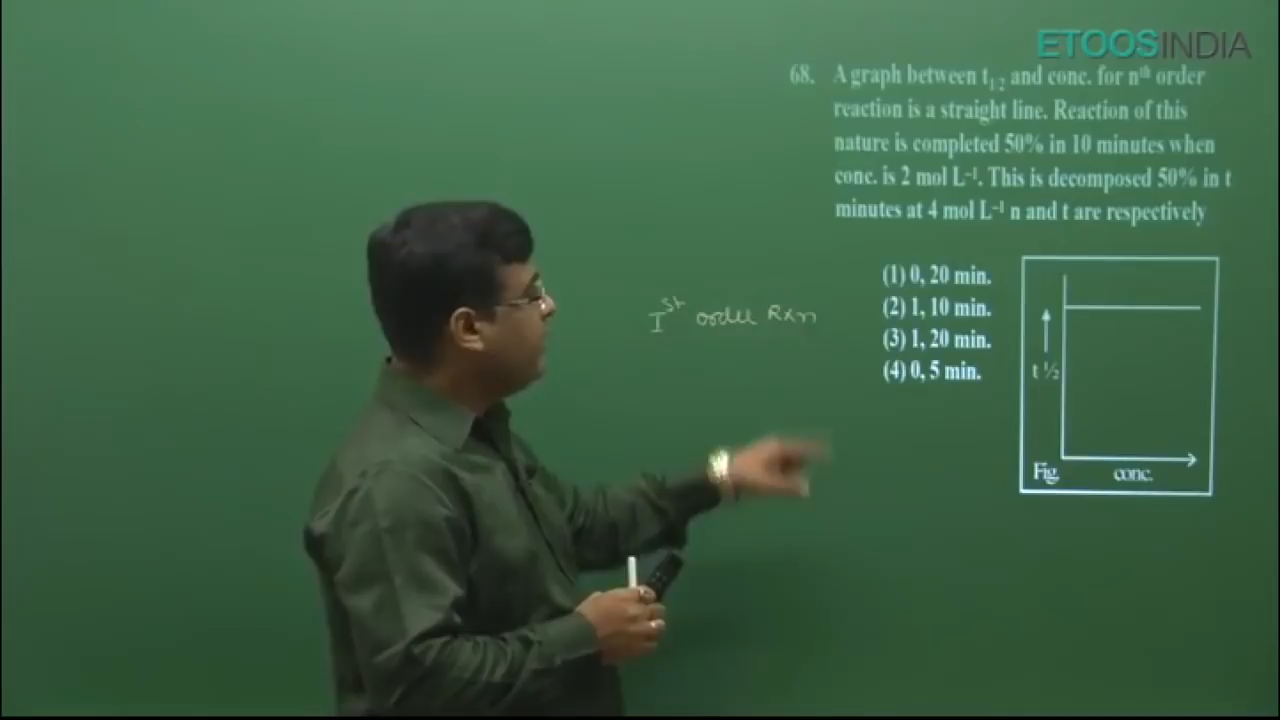 ETOOSINDIA
68. A graph between t1/2 and conc. for nth order
reaction is a straight line. Reaction of this
nature is completed 50% in 10 minutes when
conc. is 2 mol L–1. This is decomposed 50% in t
minutes at 4 mol L–1 n and t are respectively
(1) 0, 20 min.
(2) 1, 10 min.
(3) 1, 20 min.
(4) 0, 5 min.
t ½
Fig.
conc.
Ist order Rxn